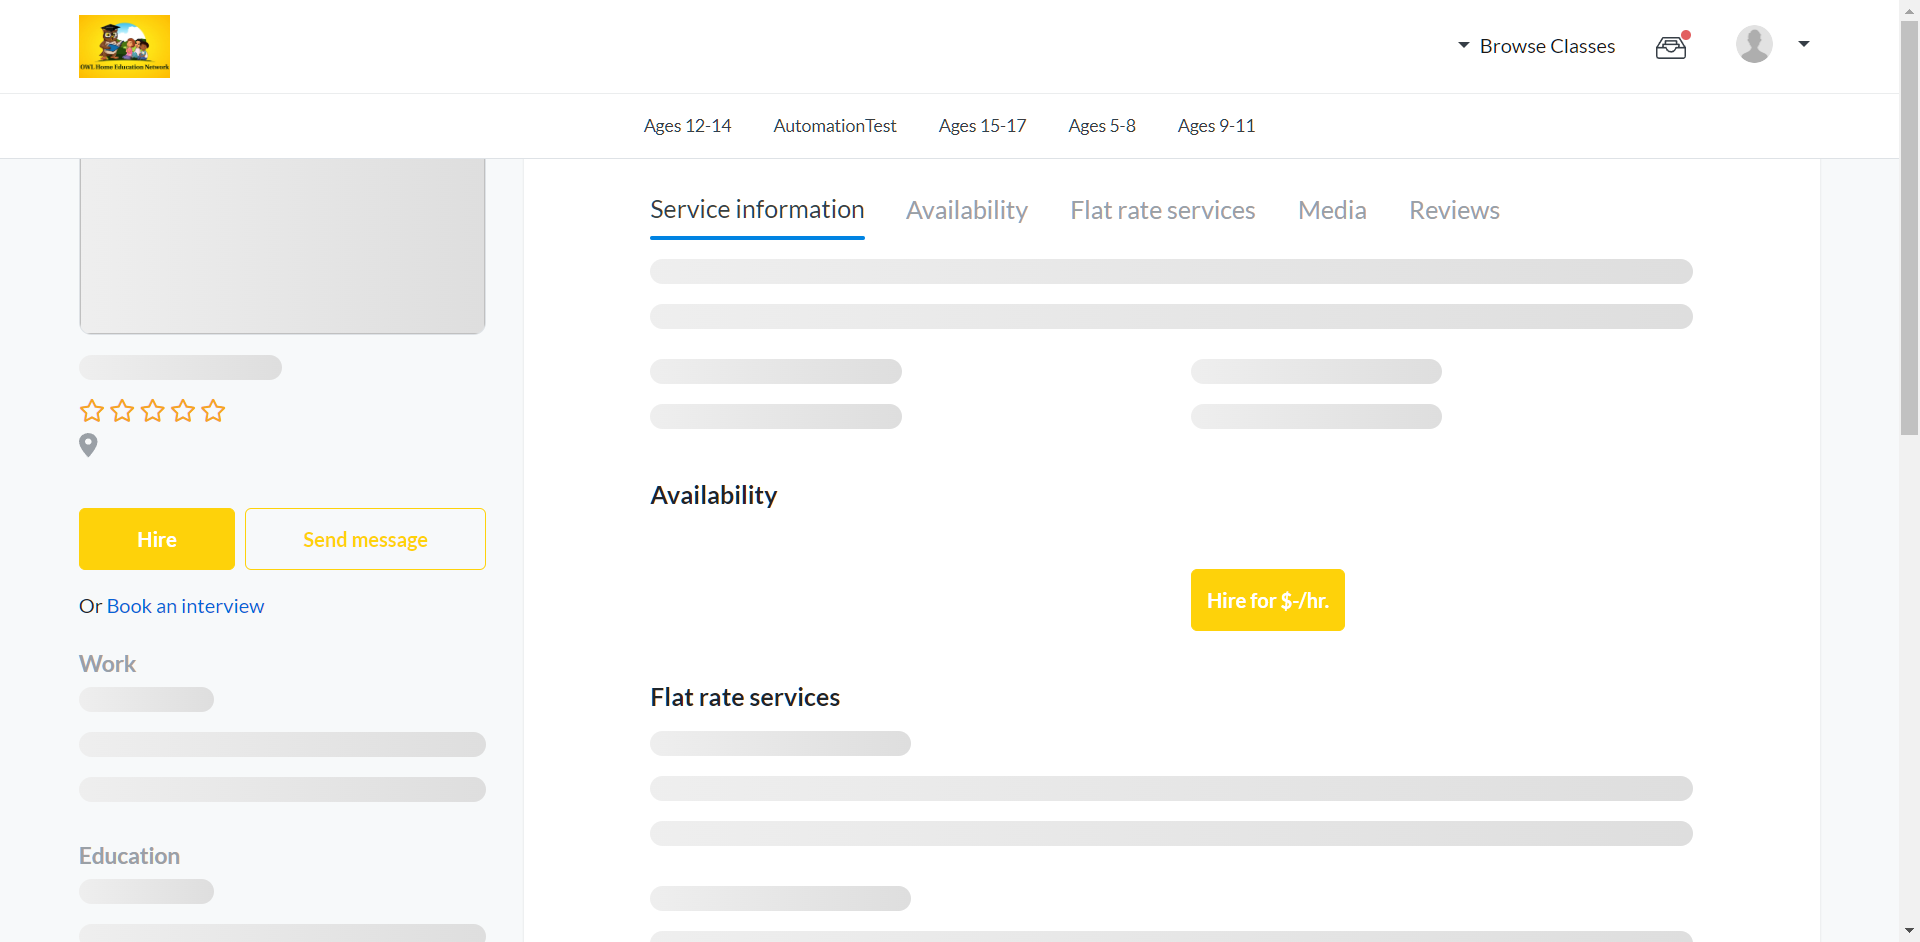 OWL Home Education Network
Browse Classes
Ages 12-14
AutomationTest
Ages 15-17
Ages 5-8
Ages 9-11
Service information
Availability
Flat rate services
Media
Reviews
Hire
Send message
Or Book an interview
Work
Education
Availability
Hire for $-/hr.
Flat rate services